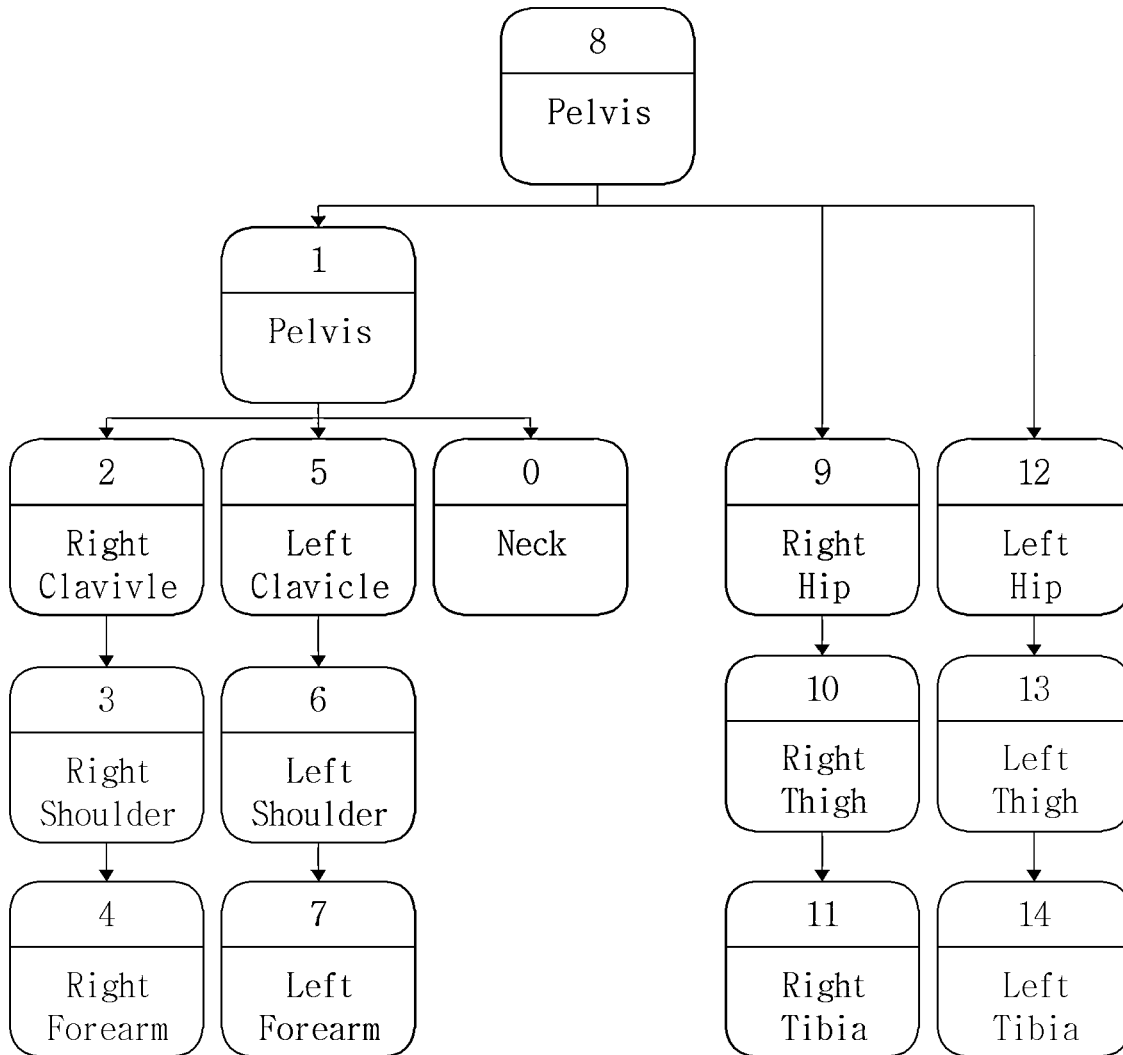 8
Pelvis
1
Pelvis
2
Right
Clavivle
5
Left
Clavicle
0
Neck
9
Right
Hip
12
Left
Hip
3
Right
Shoulder
6
Left
Shoulder
10
Right
Thigh
13
Left
Thigh
4
Right
Forearm
7
Left
Forearm
11
Right
Tibia
14
Left
Tibia